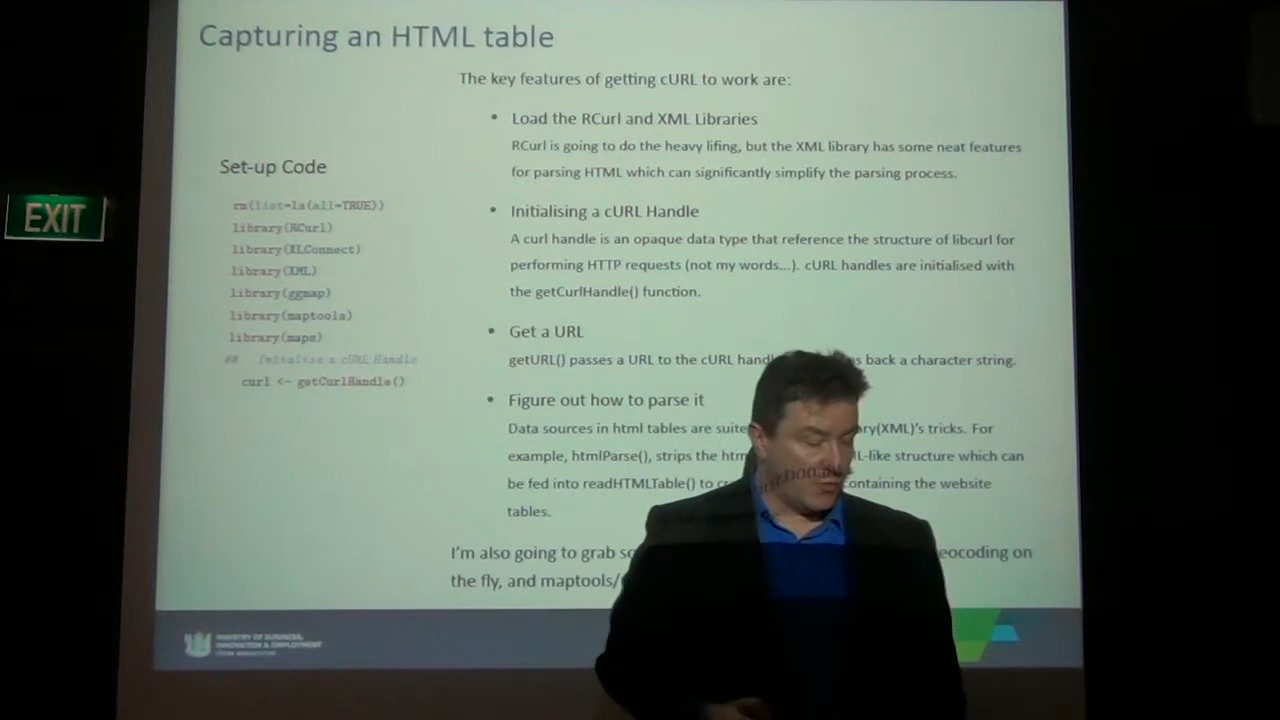 Capturing an HTML table
The key features of getting cURL to work are:
• Load the RCurl and XML Libraries
RCurl is going to do the heavy lifing, but the XML library has some neat features
for parsing HTML which can significantly simplify the parsing process.
Set-up Code
rm(list=ls(all=TRUE))
library(RCurl)
library(XLConnect)
library(XML)
library(ggmap)
library(maptools)
library(maps)
## Initialise a cURL Handle
curl <- getCurlHandle()
• Initialising a cURL Handle
A curl handle is an opaque data type that reference the structure of libcurl for
performing HTTP requests (not my words...). cURL handles are initialised with
the getCurlHandle() function.
• Get a URL
getURL() passes a URL to the cURL back a character string.
• Figure out how to parse it
Data sources in html tables are (XML)'s tricks. For
example, htmlParse(), strips the -like structure which can
be fed into readHTMLTable() to containing the website
tables.
I'm also going to grab on
the fly, and maptools/
EXIT
MINISTRY OF BUSINESS,
INNOVATION & EMPLOYMENT